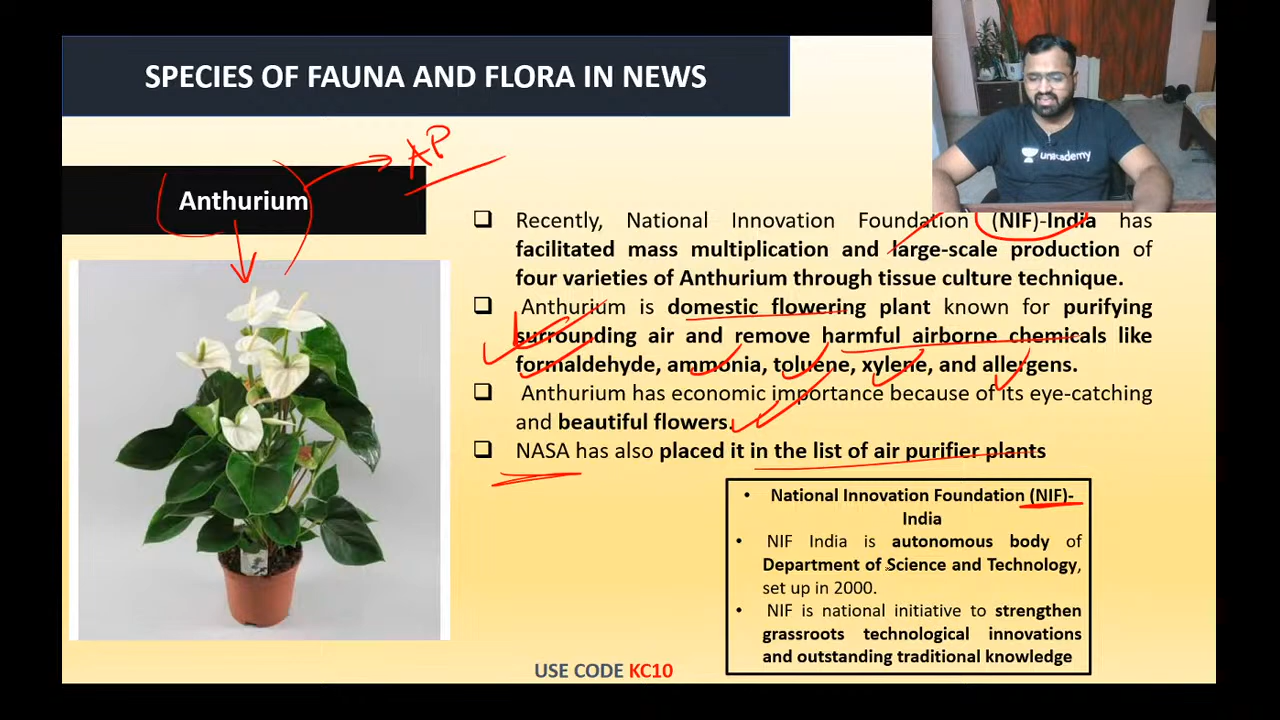 SPECIES OF FAUNA AND FLORA IN NEWS
unacademy
AP
Anthurium
❑ Recently, National Innovation Foundation (NIF)-India has
facilitated mass multiplication and large-scale production of
four varieties of Anthurium through tissue culture technique.
❑ Anthurium is domestic flowering plant known for purifying
surrounding air and remove harmful airborne chemicals like
formaldehyde, ammonia, toluene, xylene, and allergens.
❑ Anthurium has economic importance because of its eye-catching
and beautiful flowers.
❑ NASA has also placed it in the list of air purifier plants
• National Innovation Foundation (NIF)-
India
• NIF India is autonomous body of
Department of Science and Technology,
set up in 2000.
• NIF is national initiative to strengthen
grassroots technological innovations
and outstanding traditional knowledge
USE CODE KC10